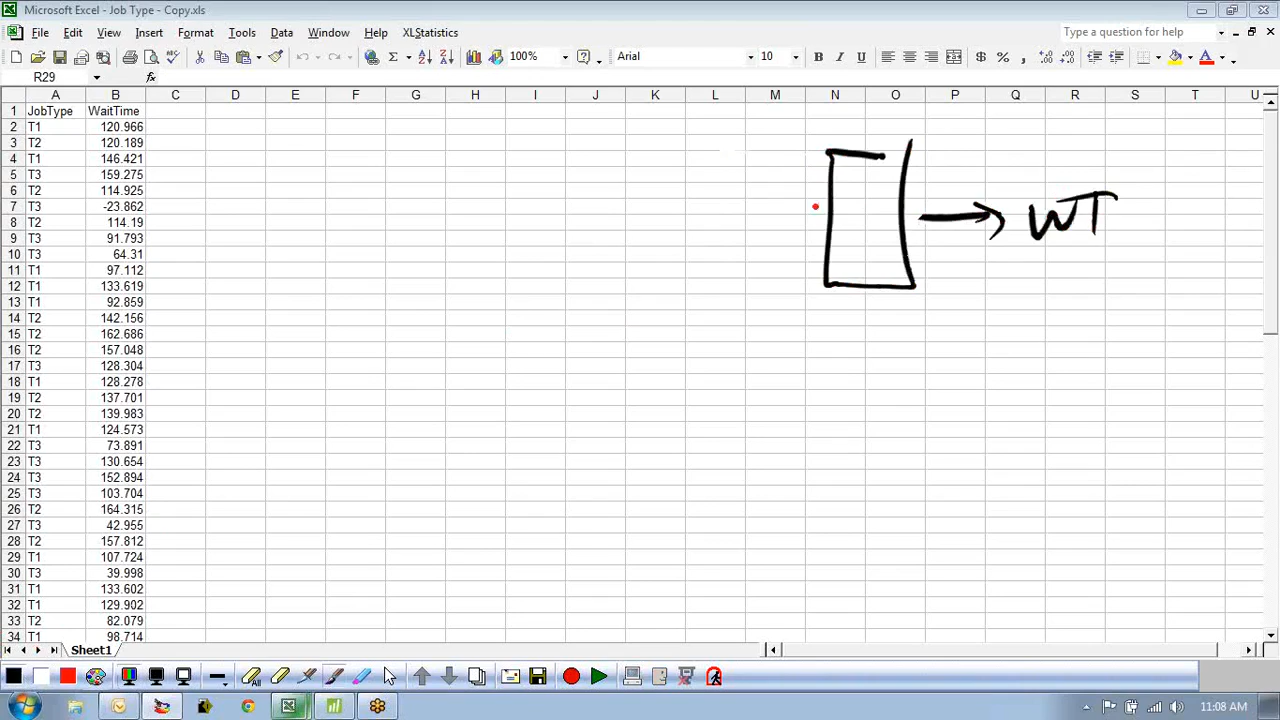 Microsoft Excel - Job Type - Copy.xls
File Edit View Insert Format Tools Data Window Help XLStatistics Type a question for help
100% Arial 10 B I U $ %
R29 fx
A B C D E F G H I J K L M N O P Q R S T U
1 JobType WaitTime
2 T1 120.966
3 T2 120.189
4 T1 146.421
5 T3 159.275
6 T2 114.925
7 T3 -23.862
8 T2 114.19
9 T3 91.793
10 T3 64.31
11 T1 97.112
12 T1 133.619
13 T1 92.859
14 T2 142.156
15 T2 162.686
16 T2 157.048
17 T3 128.304
18 T1 128.278
19 T2 137.701
20 T2 139.983
21 T1 124.573
22 T3 73.891
23 T3 130.654
24 T3 152.894
25 T3 103.704
26 T2 164.315
27 T3 42.955
28 T2 157.812
29 T1 107.724
30 T3 39.998
31 T1 133.602
32 T1 129.902
33 T2 82.079
34 T1 98.714
WT
Sheet1
11:08 AM